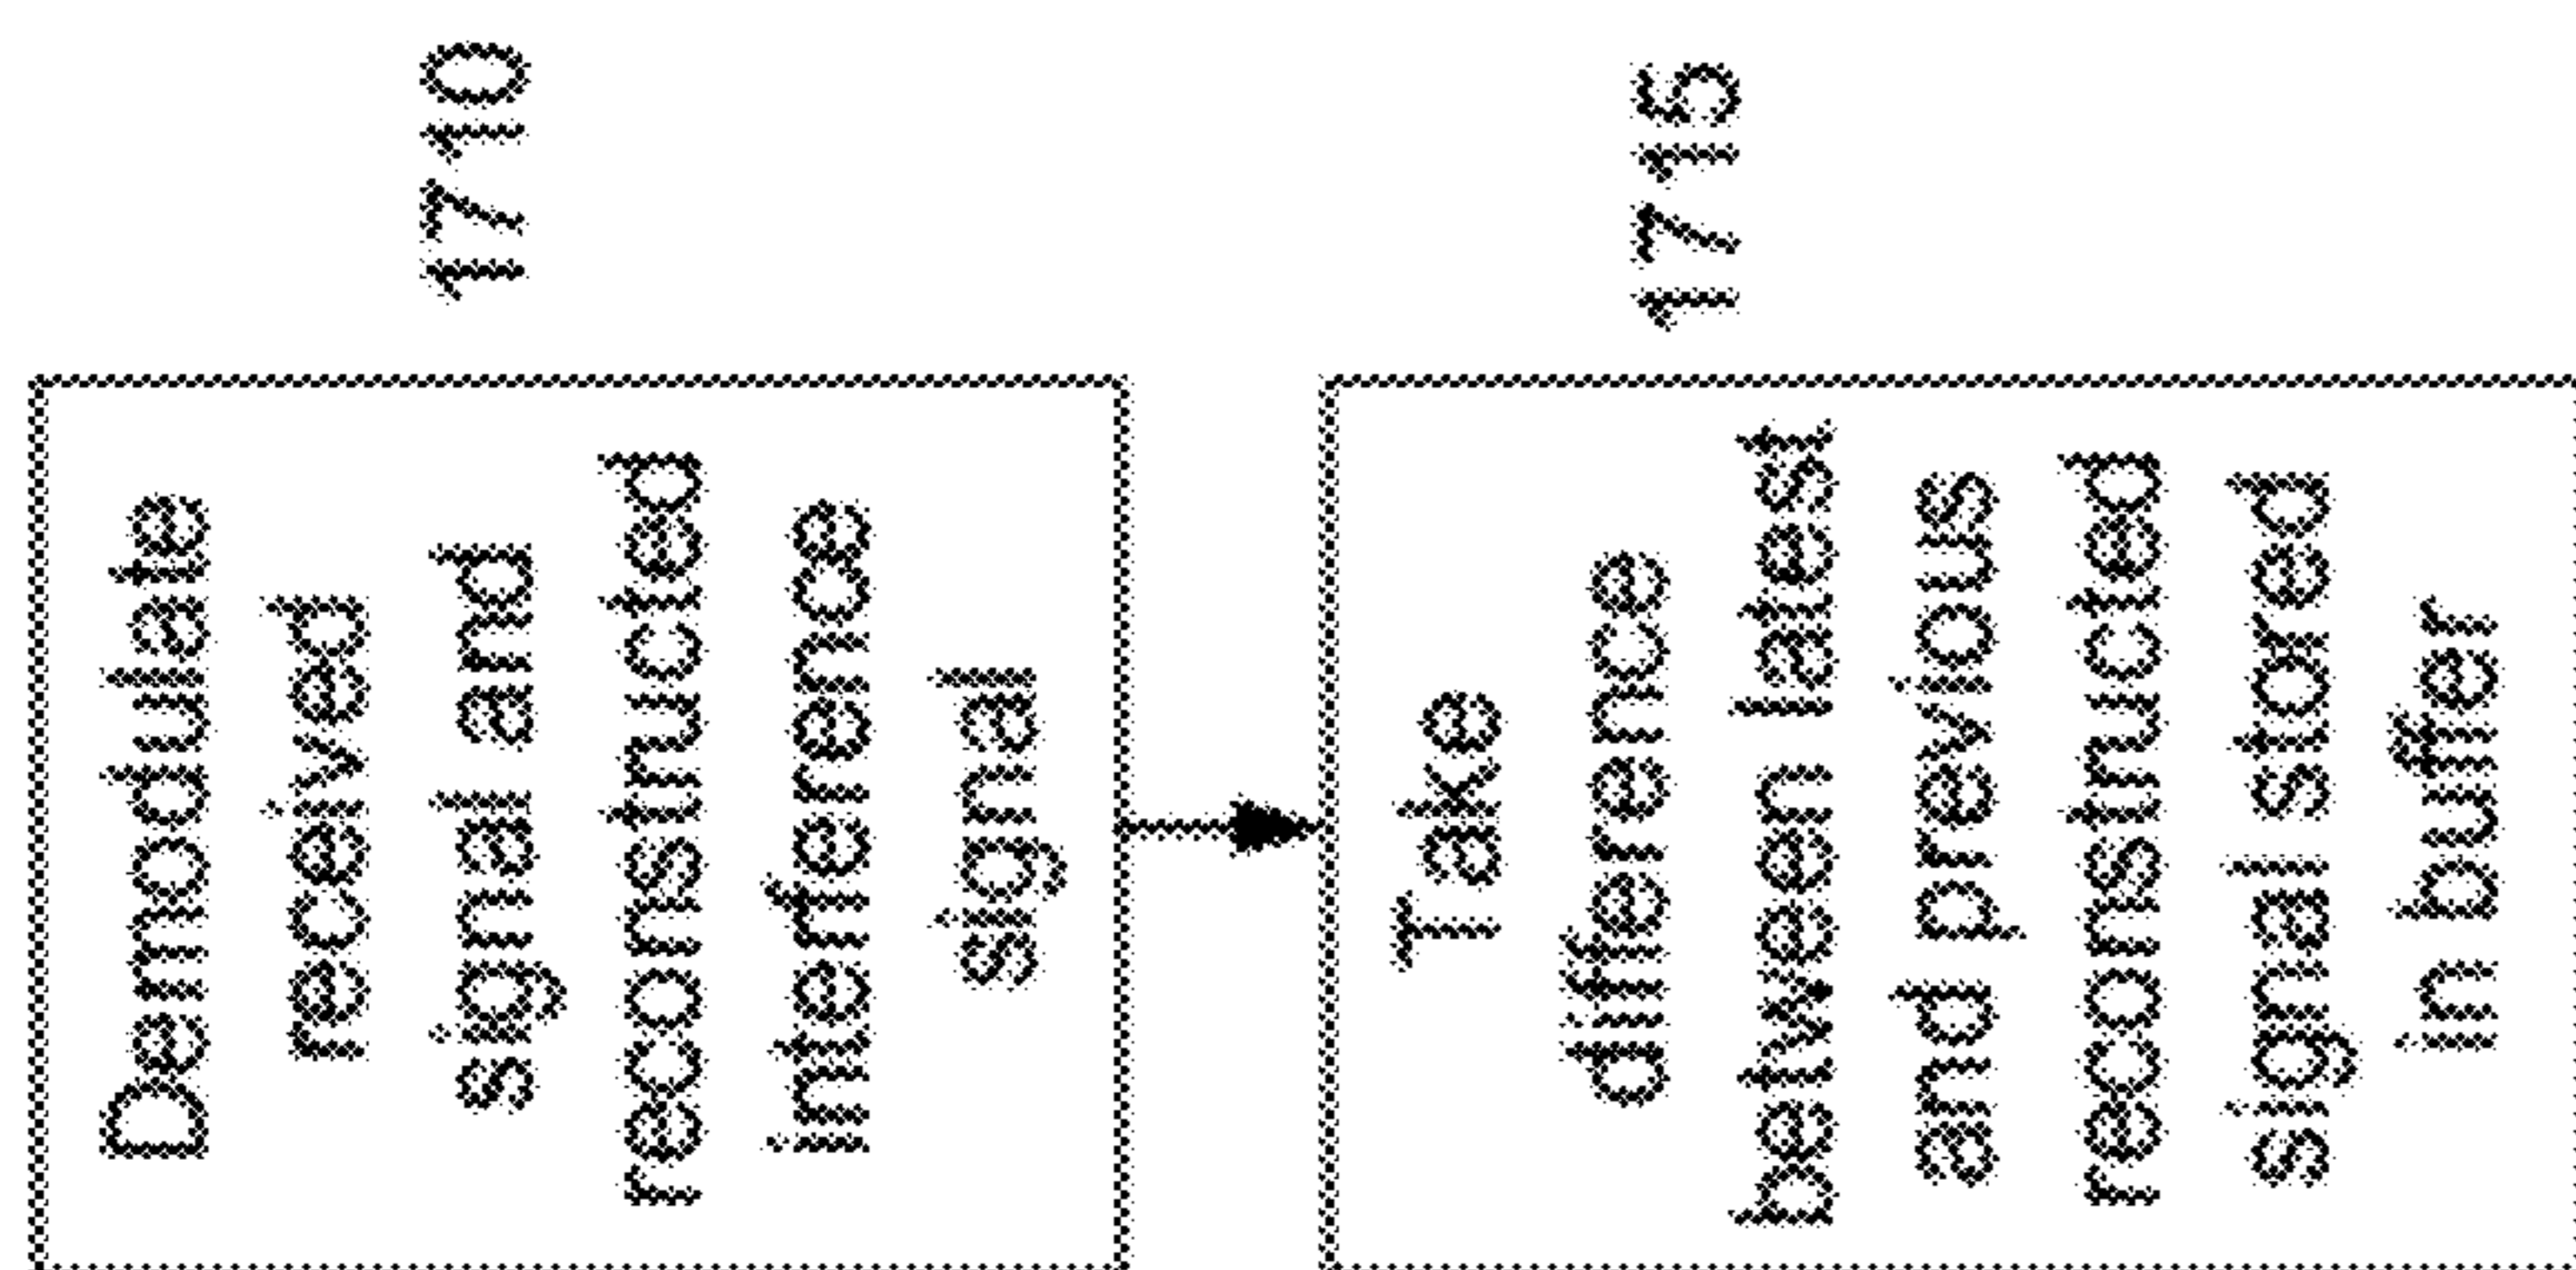 Demodulate
received
signal and
reconstructed
interference
signal
1710
Take
difference
between latest
and previous
reconstructed
signal stored
in buffer
1715